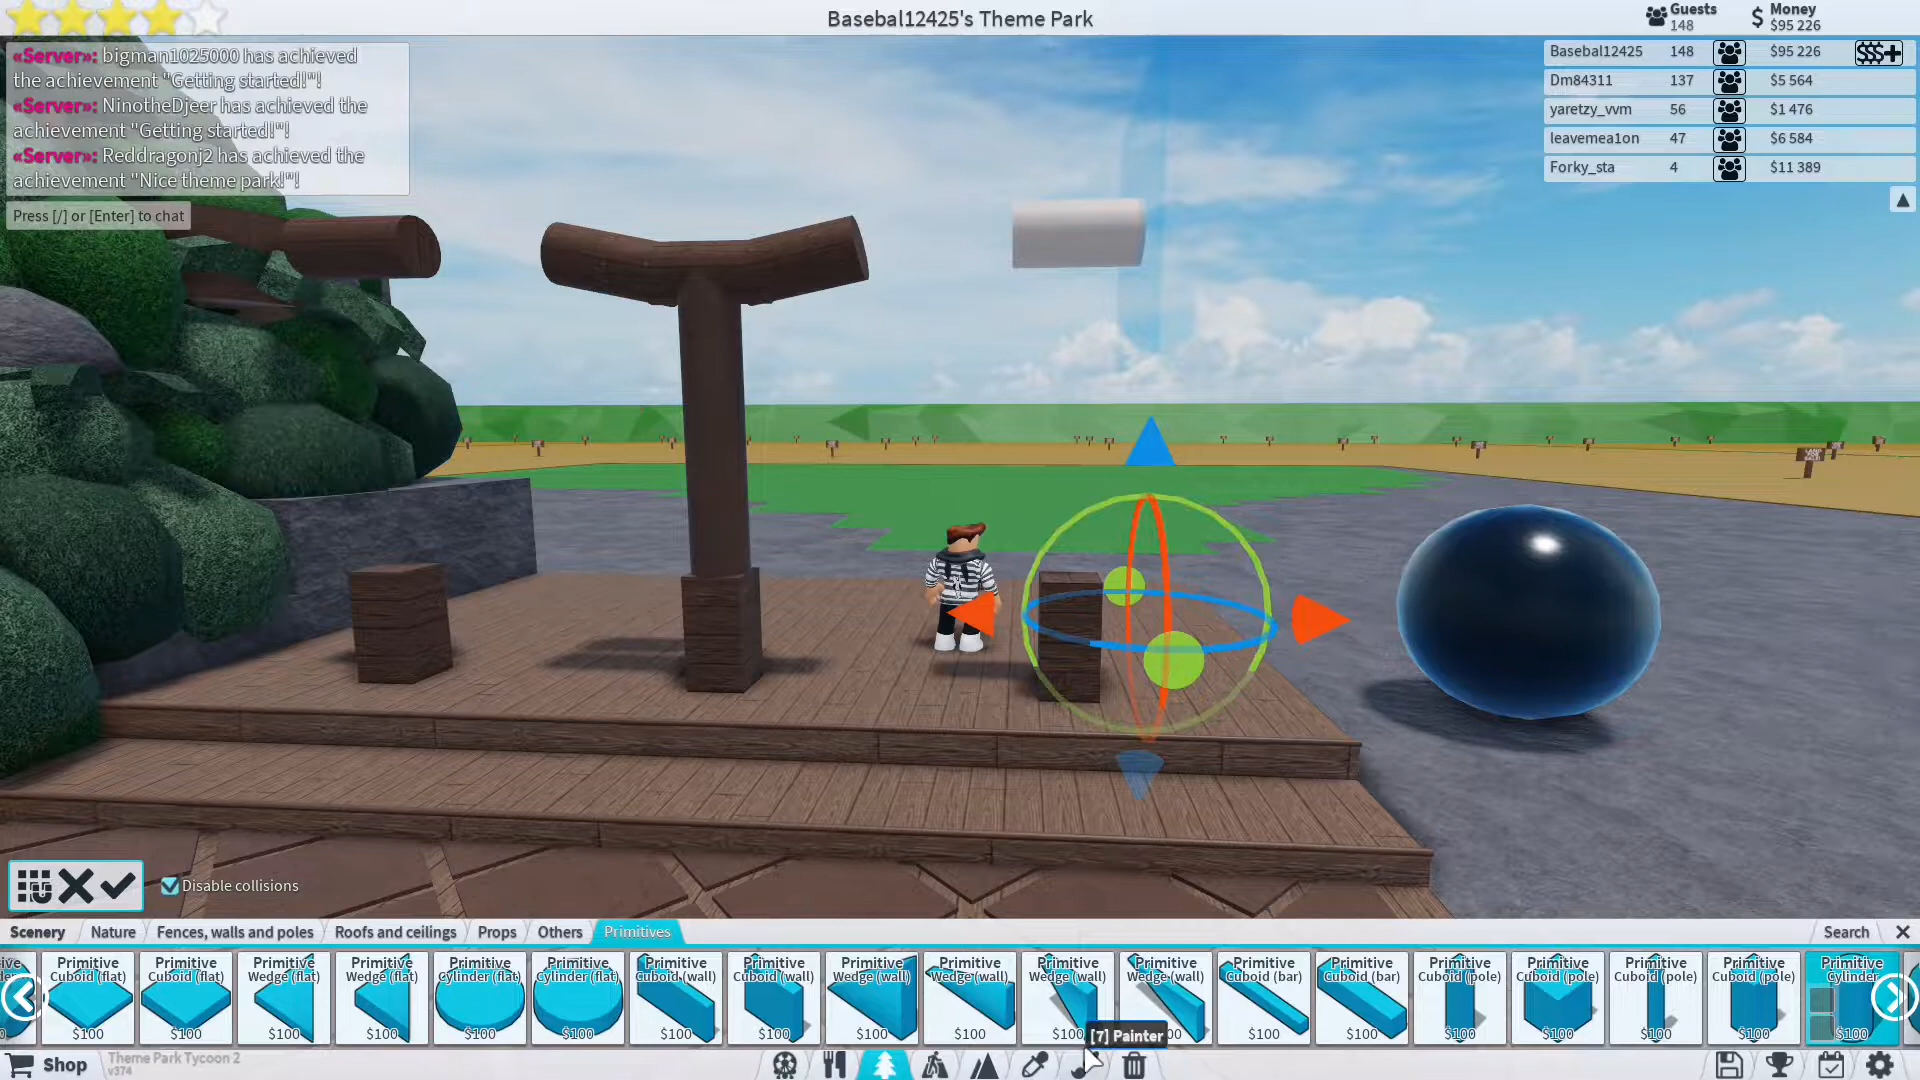 Basebal12425's Theme Park
Guests
148
$ Money
$95 226
«Server»: bigman1025000 has achieved
the achievement "Getting started!"!
«Server»: NinotheDjeer has achieved the
achievement "Getting started!"!
«Server»: Reddragonj2 has achieved the
achievement "Nice theme park!"!
Press [/] or [Enter] to chat
Basebal12425 148 $95 226 $$$+
Dm84311 137 $5 564
yaretzy_vvm 56 $1 476
leavemea1on 47 $6 584
Forky_sta 4 $11 389
Disable collisions
Scenery Nature Fences, walls and poles Roofs and ceilings Props Others Primitives Search
Primitive Cuboid (flat) $100
Primitive Cuboid (flat) $100
Primitive Wedge (flat) $100
Primitive Wedge (flat) $100
Primitive Cylinder (flat) $100
Primitive Cylinder (flat) $100
Primitive Cuboid (wall) $100
Primitive Cuboid (wall) $100
Primitive Wedge (wall) $100
Primitive Wedge (wall) $100
Primitive Wedge (wall) $100
Primitive Wedge (wall)
Primitive Cuboid (bar) $100
Primitive Cuboid (bar) $100
Primitive Cuboid (pole) $100
Primitive Cuboid (pole) $100
Primitive Cuboid (pole) $100
Primitive Cuboid (pole) $100
Primitive Cylinder $100
[7] Painter
Shop
Theme Park Tycoon 2
v374